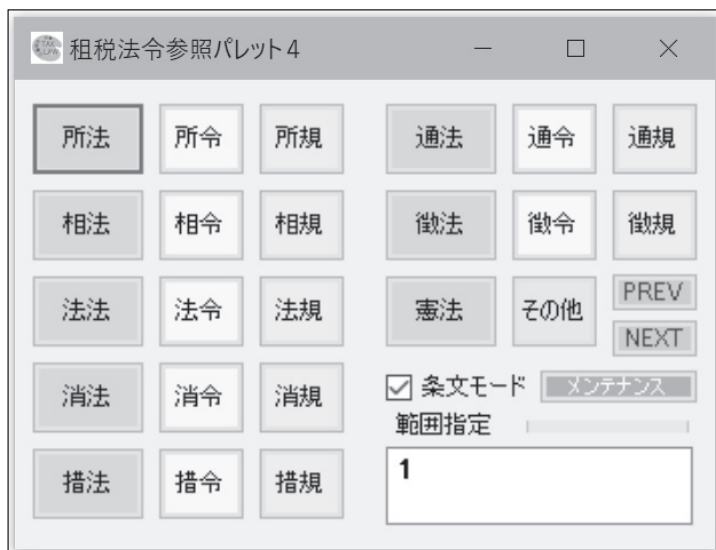 租税法令参照パレット4
所法 所令 所規 通法 通令 通規
相法 相令 相規 徴法 徴令 徴規
法法 法令 法規 憲法 その他 PREV
NEXT
消法 消令 消規 条文モード メンテナンス
範囲指定
措法 措令 措規 1